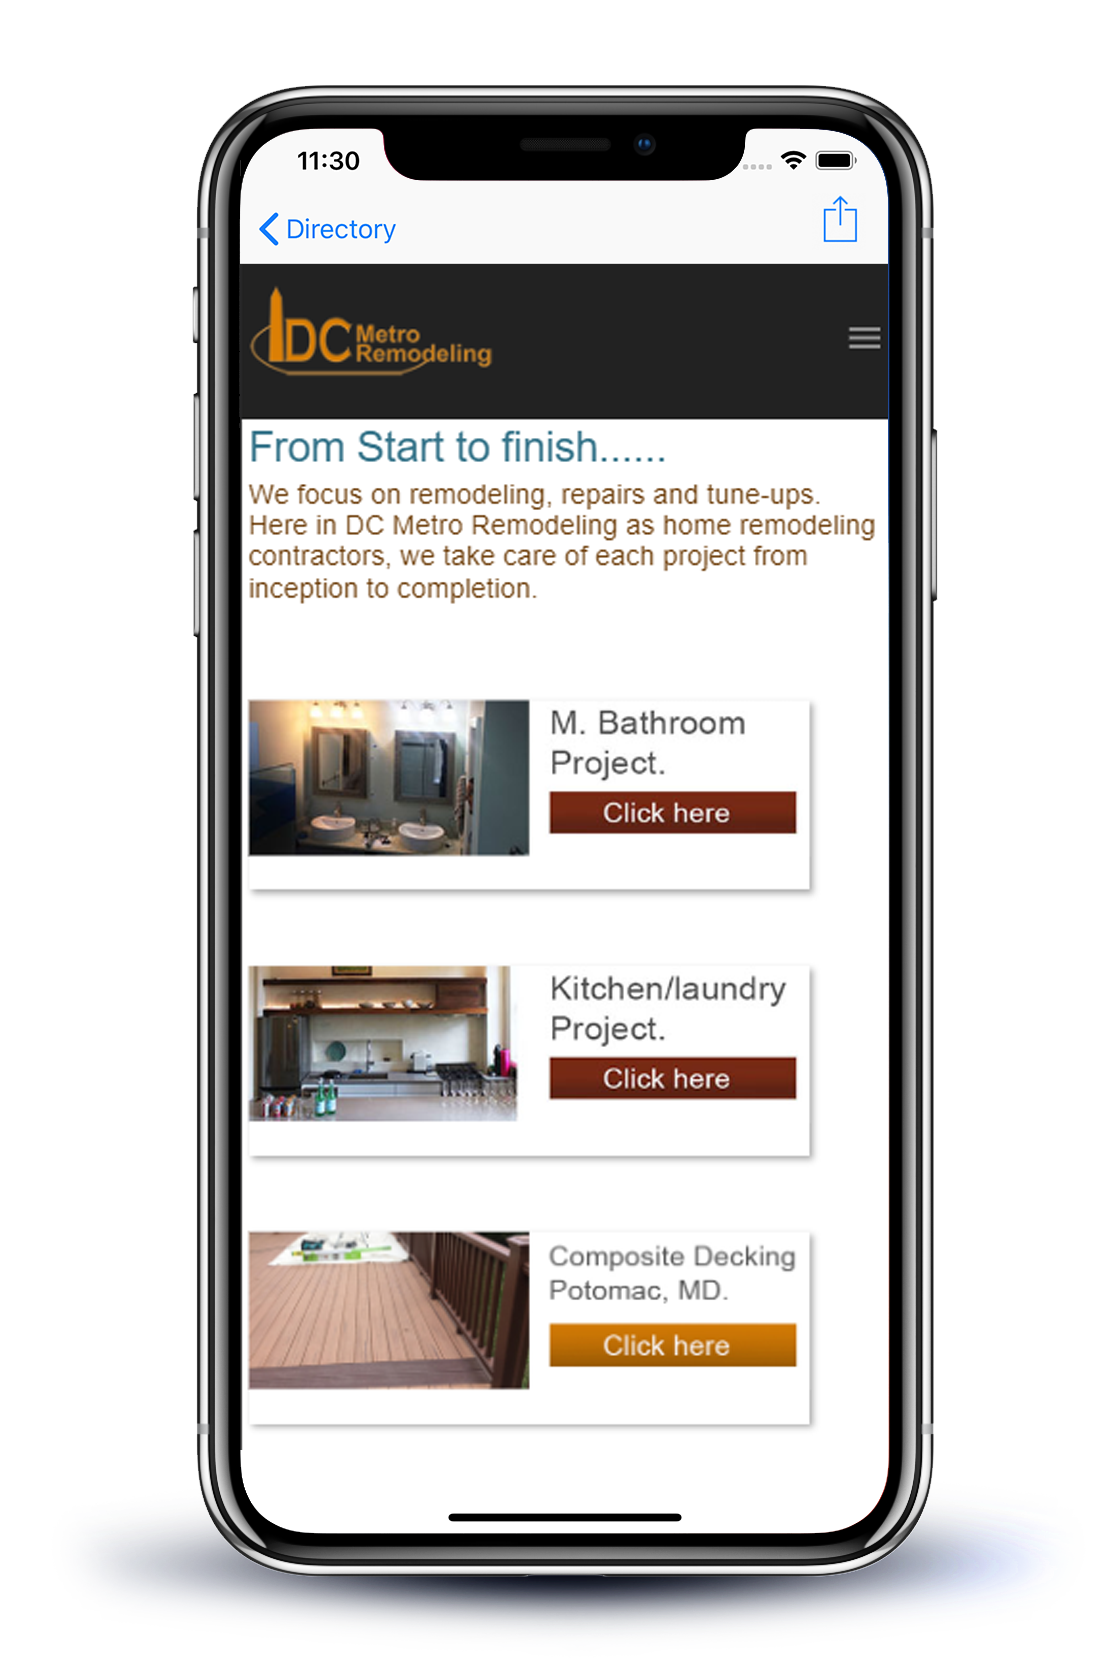 11:30
Directory
DC Metro
Remodeling
From Start to finish......
We focus on remodeling, repairs and tune-ups.
Here in DC Metro Remodeling as home remodeling
contractors, we take care of each project from
inception to completion.
M. Bathroom
Project.
Click here
Kitchen/laundry
Project.
Click here
Composite Decking
Potomac, MD.
Click here